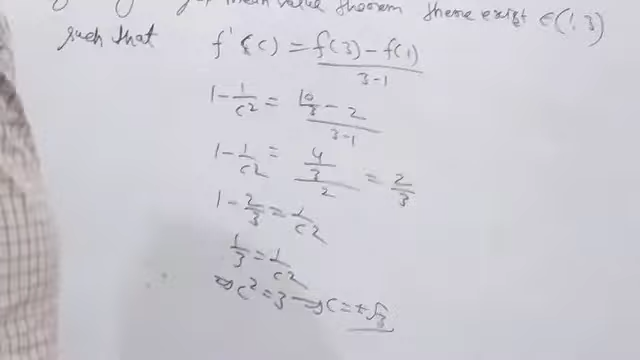 mean value theorem there exist ∈ (1, 3)
such that f'(c) = f(3) - f(1) / 3-1
1 - 1/c² = 10/3 - 2 / 3-1
1 - 1/c² = 4/3 / 2 = 2/3
1 - 2/3 = 1/c²
1/3 = 1/c²
⇒ c² = 3 ⇒ c = ±√3